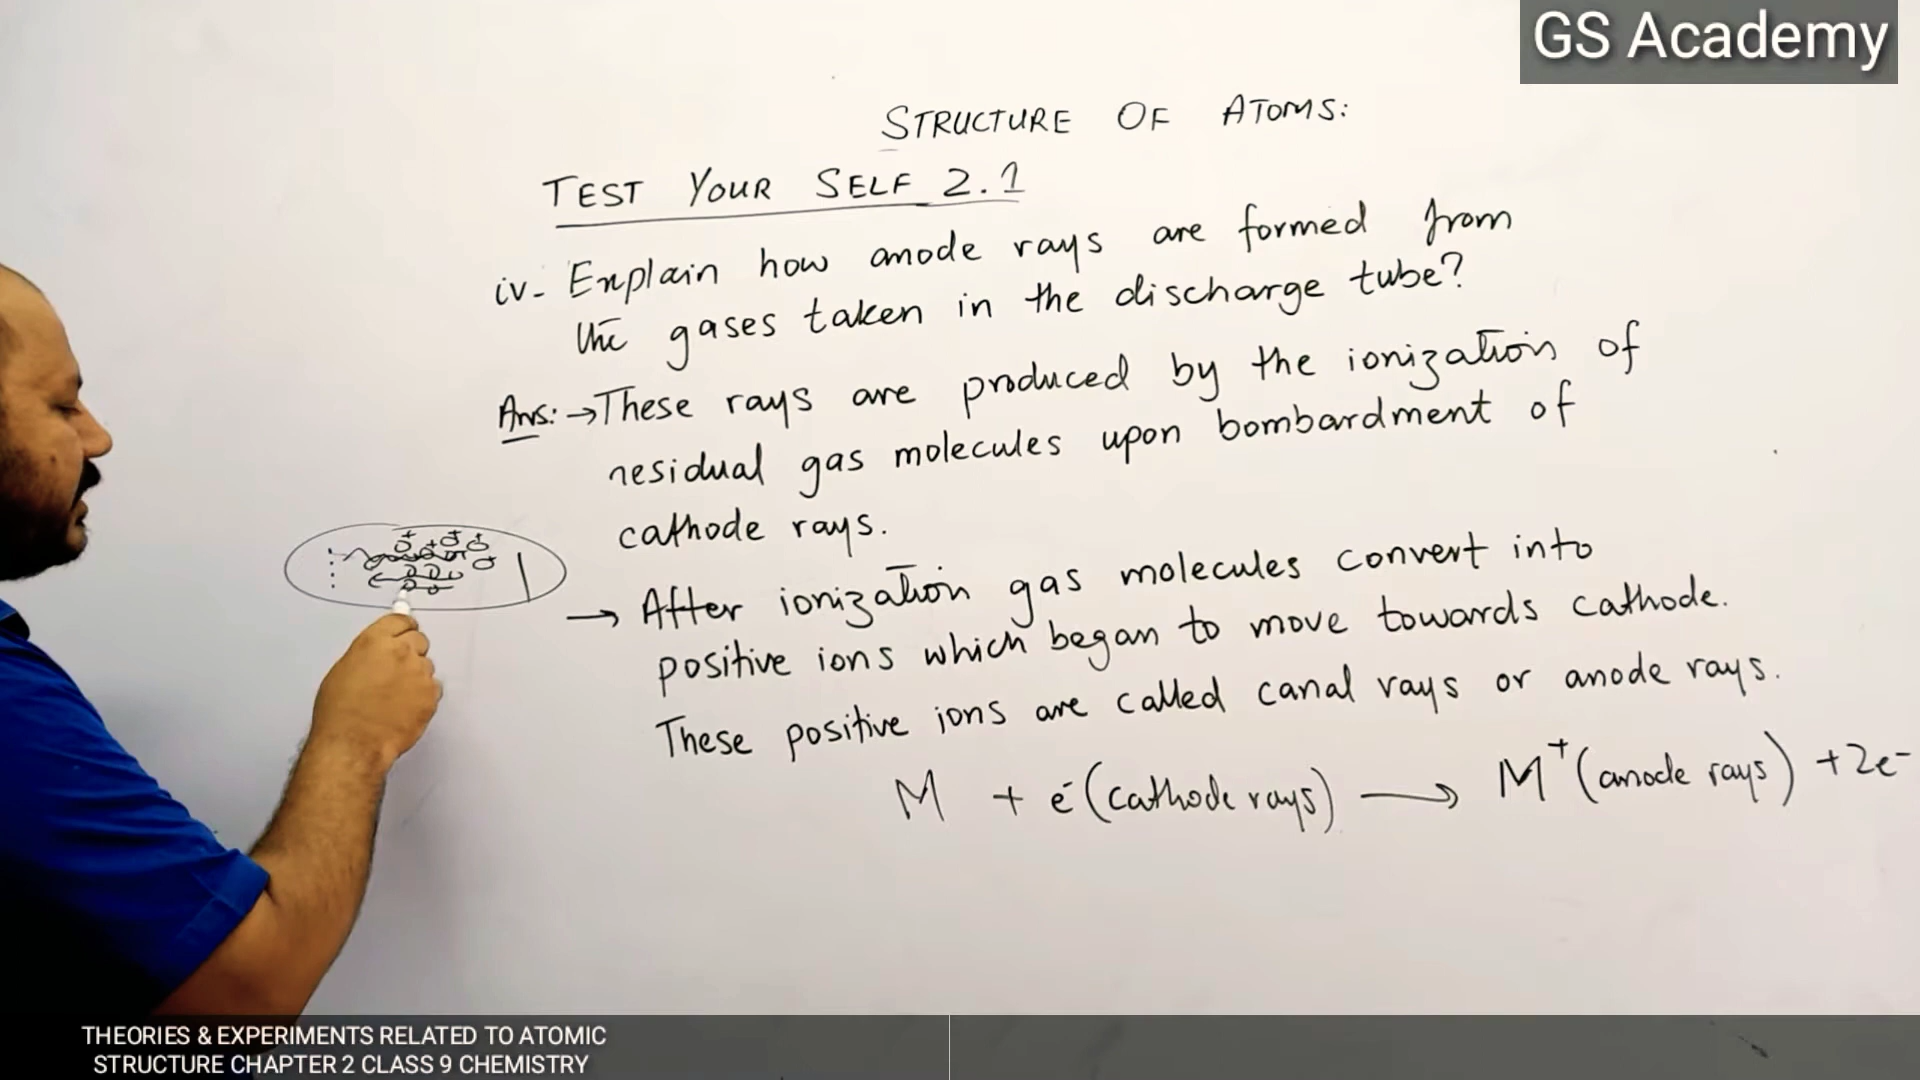 GS Academy
STRUCTURE OF ATOMS:
TEST YOUR SELF 2.1
iv- Explain how anode rays are formed from
the gases taken in the discharge tube?
Ans: → These rays are produced by the ionization of
residual gas molecules upon bombardment of
cathode rays.
→ After ionization gas molecules convert into
positive ions which began to move towards cathode.
These positive ions are called canal rays or anode rays.
M + e⁻ (cathode rays) ⟶ M⁺ (anode rays) + 2e⁻
THEORIES & EXPERIMENTS RELATED TO ATOMIC
STRUCTURE CHAPTER 2 CLASS 9 CHEMISTRY